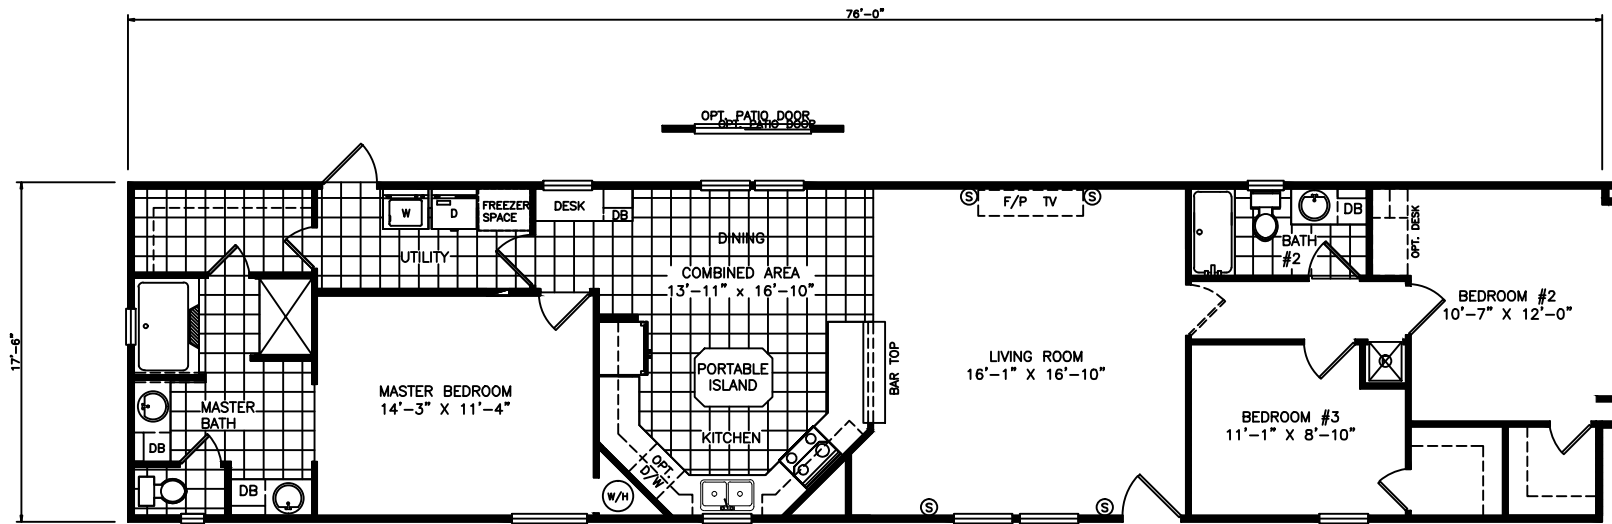 76'-0"
OPT. PATIO DOOR
OPT. PATIO DOOR
17'-6"
W
D
FREEZER
SPACE
UTILITY
DESK
DB
DINING
COMBINED AREA
13'-11" x 16'-10"
S
F/P TV
S
DB
BATH
#2
OPT. DESK
BEDROOM #2
10'-7" X 12'-0"
MASTER BEDROOM
14'-3" X 11'-4"
MASTER
BATH
DB
DB
PORTABLE
ISLAND
BAR TOP
KITCHEN
OPT.
D/W
W/H
LIVING ROOM
16'-1" X 16'-10"
S
S
BEDROOM #3
11'-1" X 8'-10"